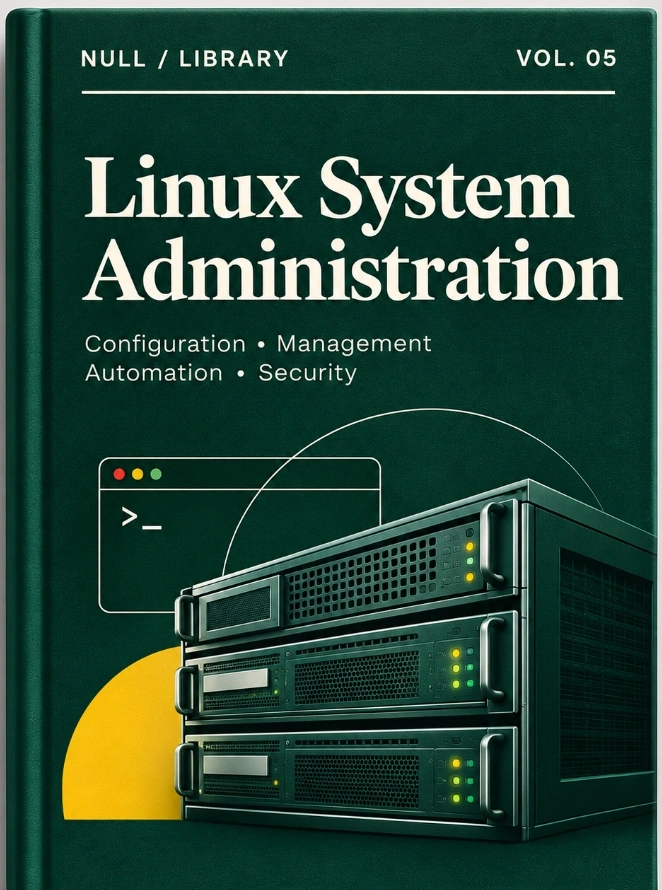 NULL / LIBRARY
VOL. 05
Linux System
Administration
Configuration • Management
Automation • Security
>_